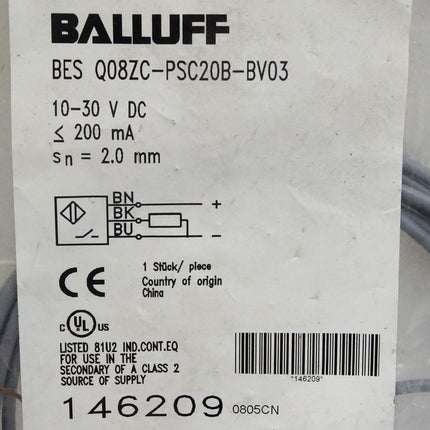 BALLUFF
BES Q08ZC-PSC20B-BV03
10-30 V DC
≤ 200 mA
sn = 2.0 mm
BN +
BK
BU −
CE
1 Stück/ piece
Country of origin
China
c UL us
LISTED 81U2 IND.CONT.EQ
FOR USE IN THE
SECONDARY OF A CLASS 2
SOURCE OF SUPPLY
*146209*
146209 0805CN